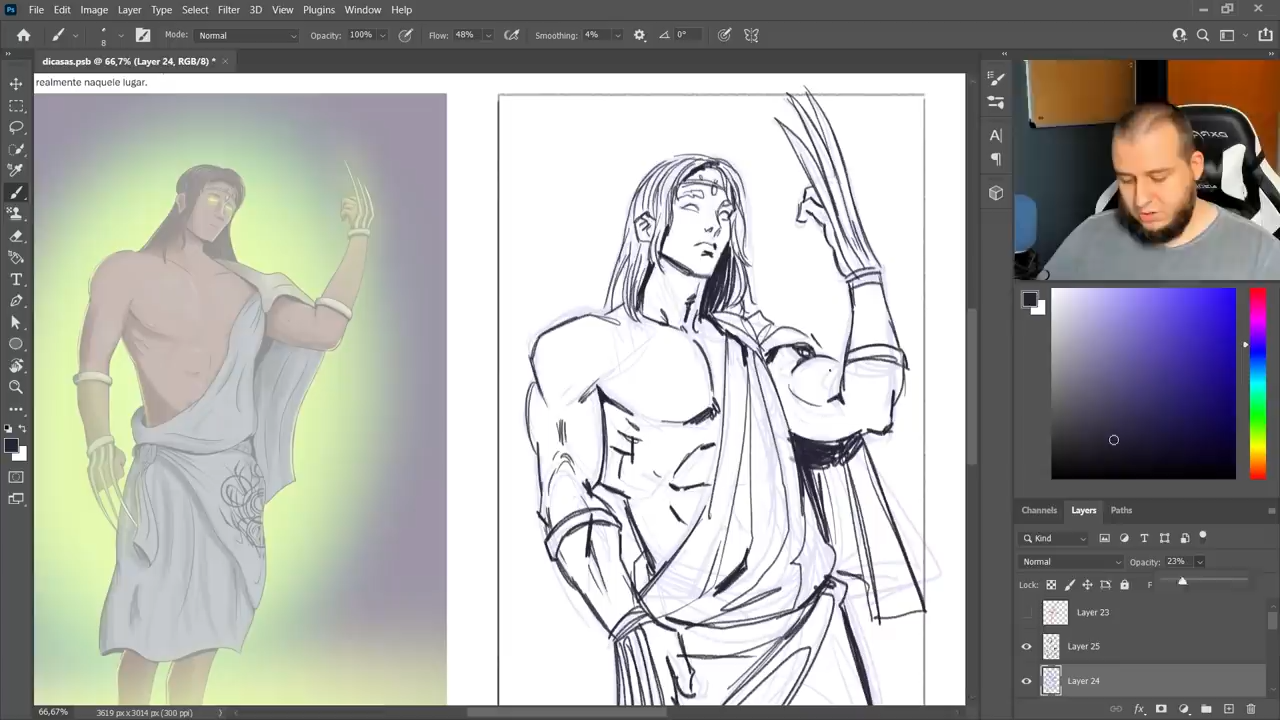 Ps File Edit Image Layer Type Select Filter 3D View Plugins Window Help
8 Mode: Normal Opacity: 100% Flow: 48% Smoothing: 4% 0°
dicasas.psb @ 66,7% (Layer 24, RGB/8) * ×
realmente naquele lugar.
Channels Layers Paths
Kind
Normal Opacity: 23%
Lock: F
Layer 23
Layer 25
Layer 24
66,67% 3619 px x 3014 px (300 ppi)